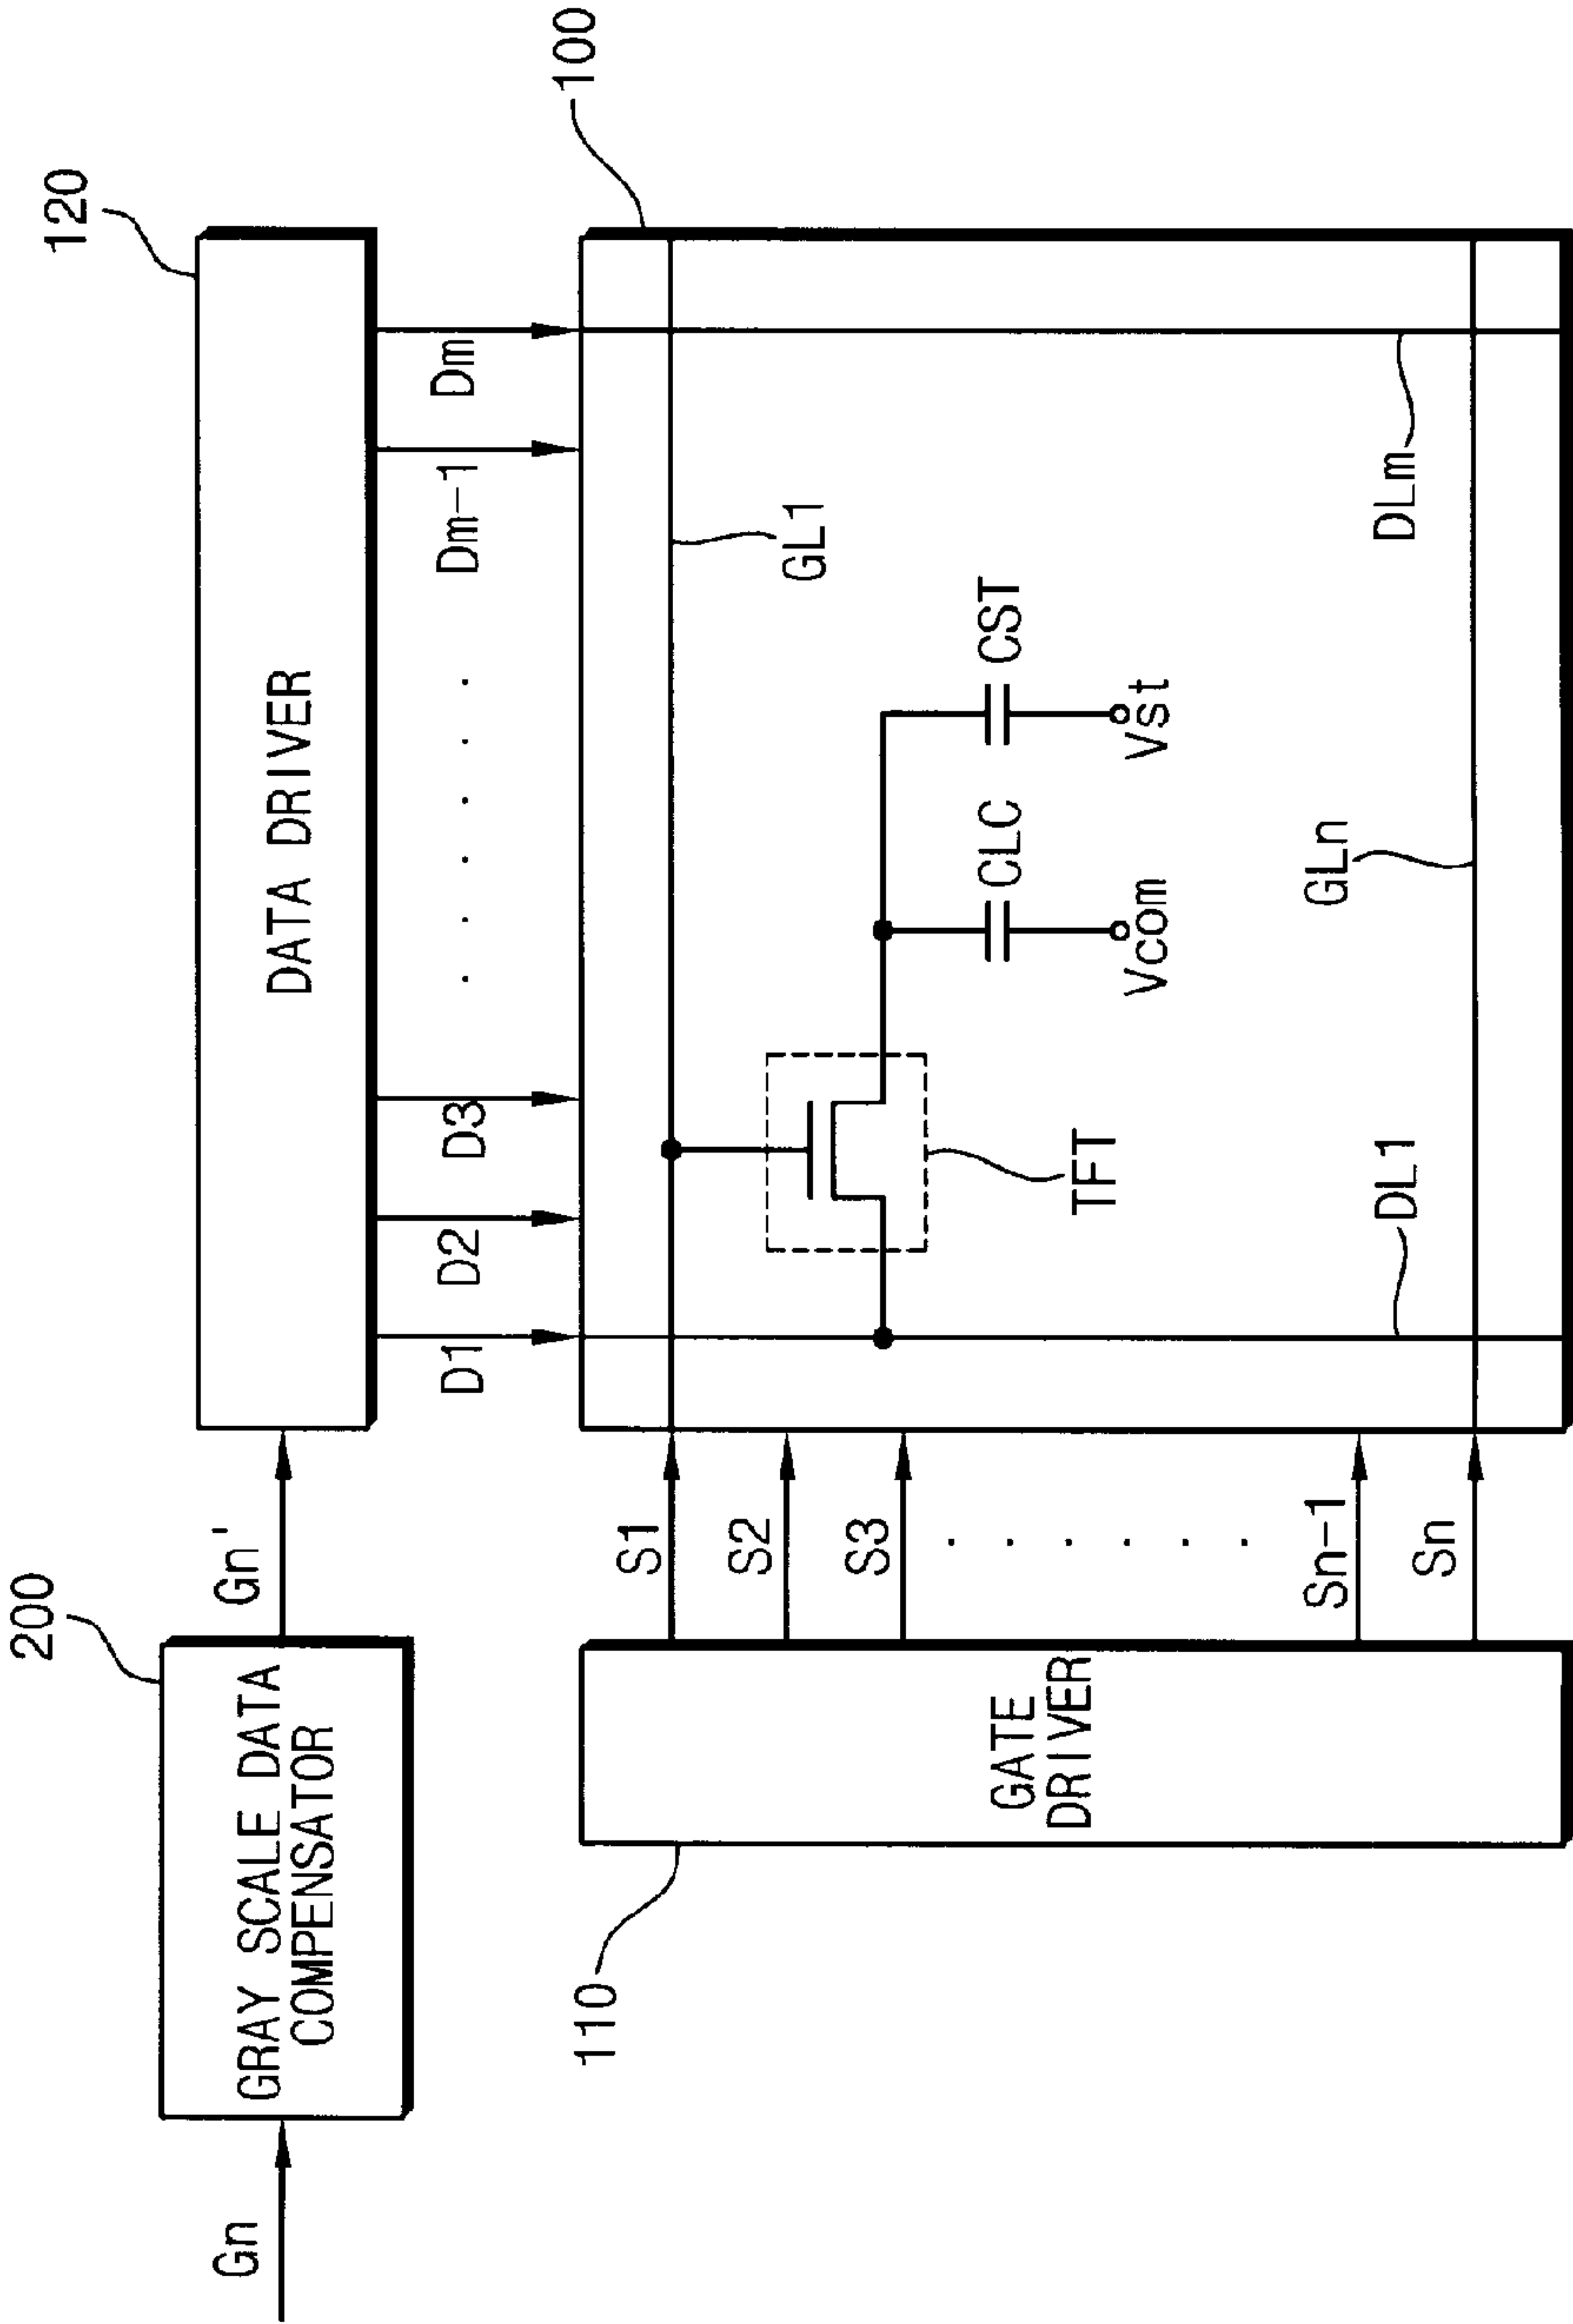 200
120
Gn
GRAY SCALE DATA
COMPENSATOR
Gn'
DATA DRIVER
D1
D2
D3
. . . . . .
Dm-1
Dm
100
110
GATE
DRIVER
S1
S2
S3
. . . . . .
Sn-1
Sn
GL1
TFT
CLC
CST
Vcom
Vst
DL1
GLn
DLm